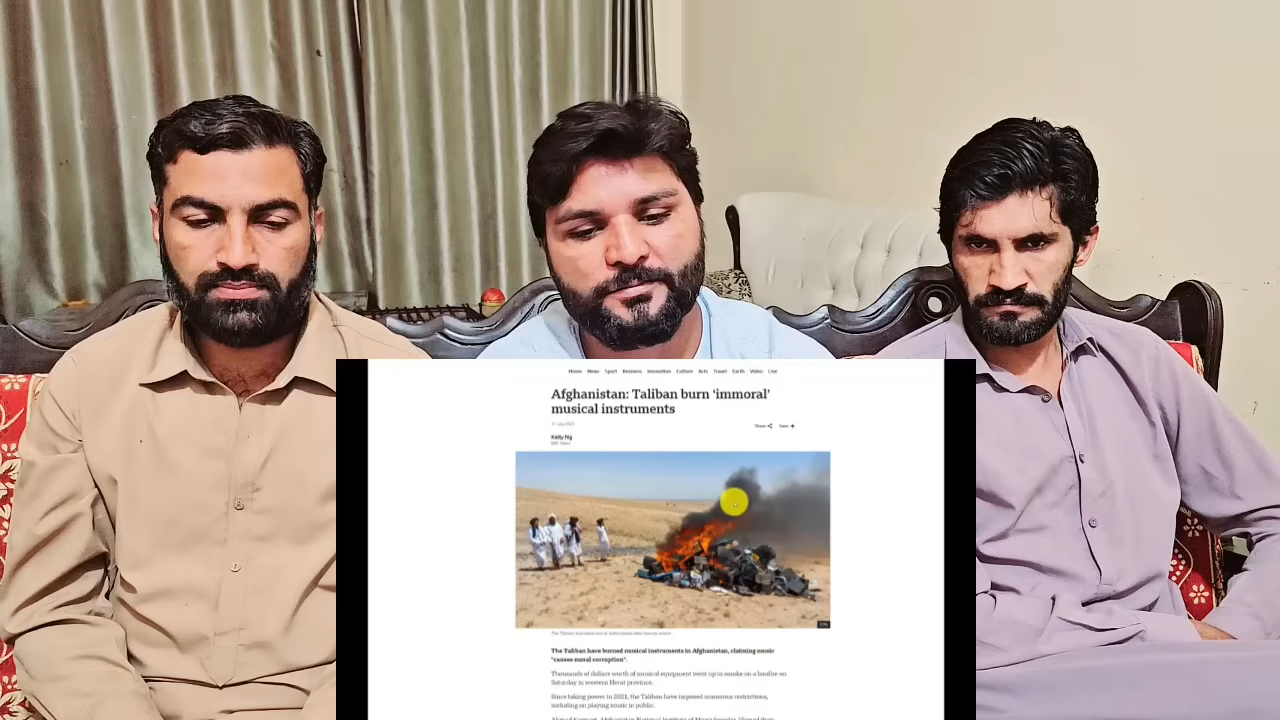 Home News Sport Business Innovation Culture Arts Travel Earth Video Live
Afghanistan: Taliban burn 'immoral'
musical instruments
Share Save
Kelly Ng
BBC News
The Taliban have burned musical instruments in Afghanistan, claiming music
"causes moral corruption".
Thousands of dollars worth of musical equipment went up in smoke on a bonfire on
Saturday in western Herat province.
Since taking power in 2021, the Taliban have imposed numerous restrictions,
including on playing music in public.